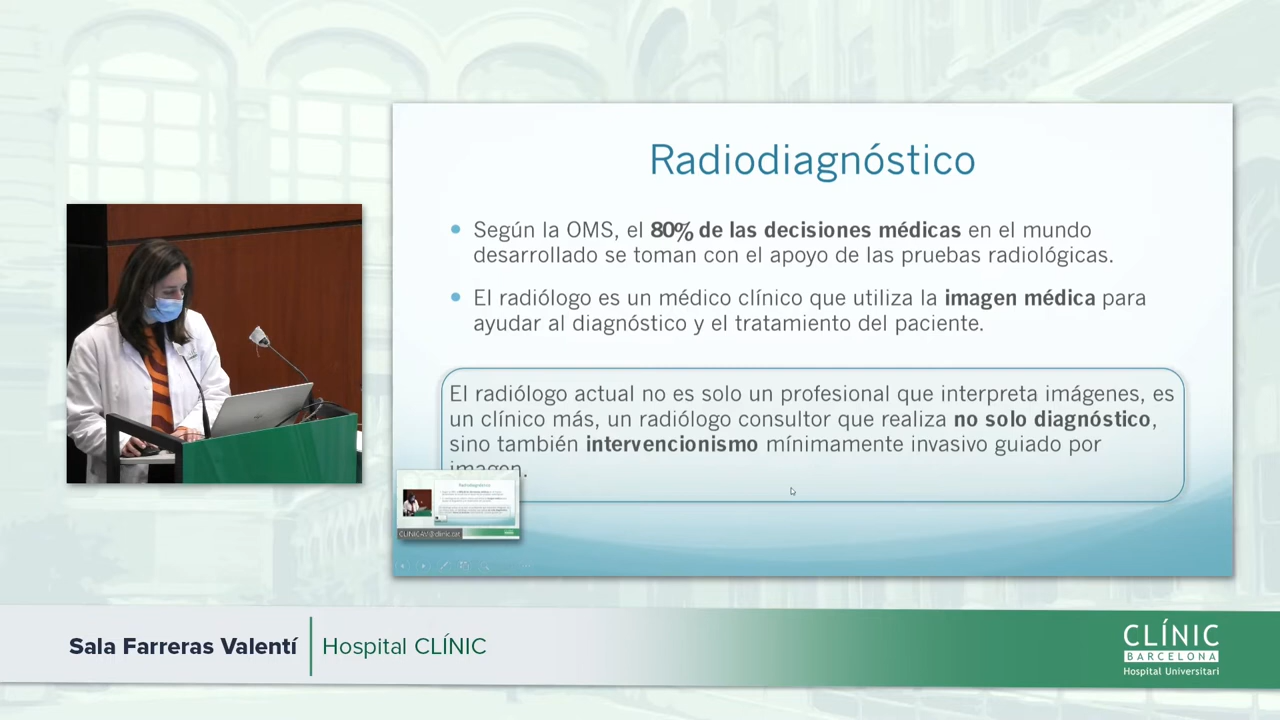 Radiodiagnóstico
Según la OMS, el 80% de las decisiones médicas en el mundo
desarrollado se toman con el apoyo de las pruebas radiológicas.
El radiólogo es un médico clínico que utiliza la imagen médica para
ayudar al diagnóstico y el tratamiento del paciente.
El radiólogo actual no es solo un profesional que interpreta imágenes, es
un clínico más, un radiólogo consultor que realiza no solo diagnóstico,
sino también intervencionismo mínimamente invasivo guiado por
imagen.
Radiodiagnóstico
Sala Farreras Valentí
Hospital CLÍNIC
CLÍNIC
BARCELONA
Hospital Universitari